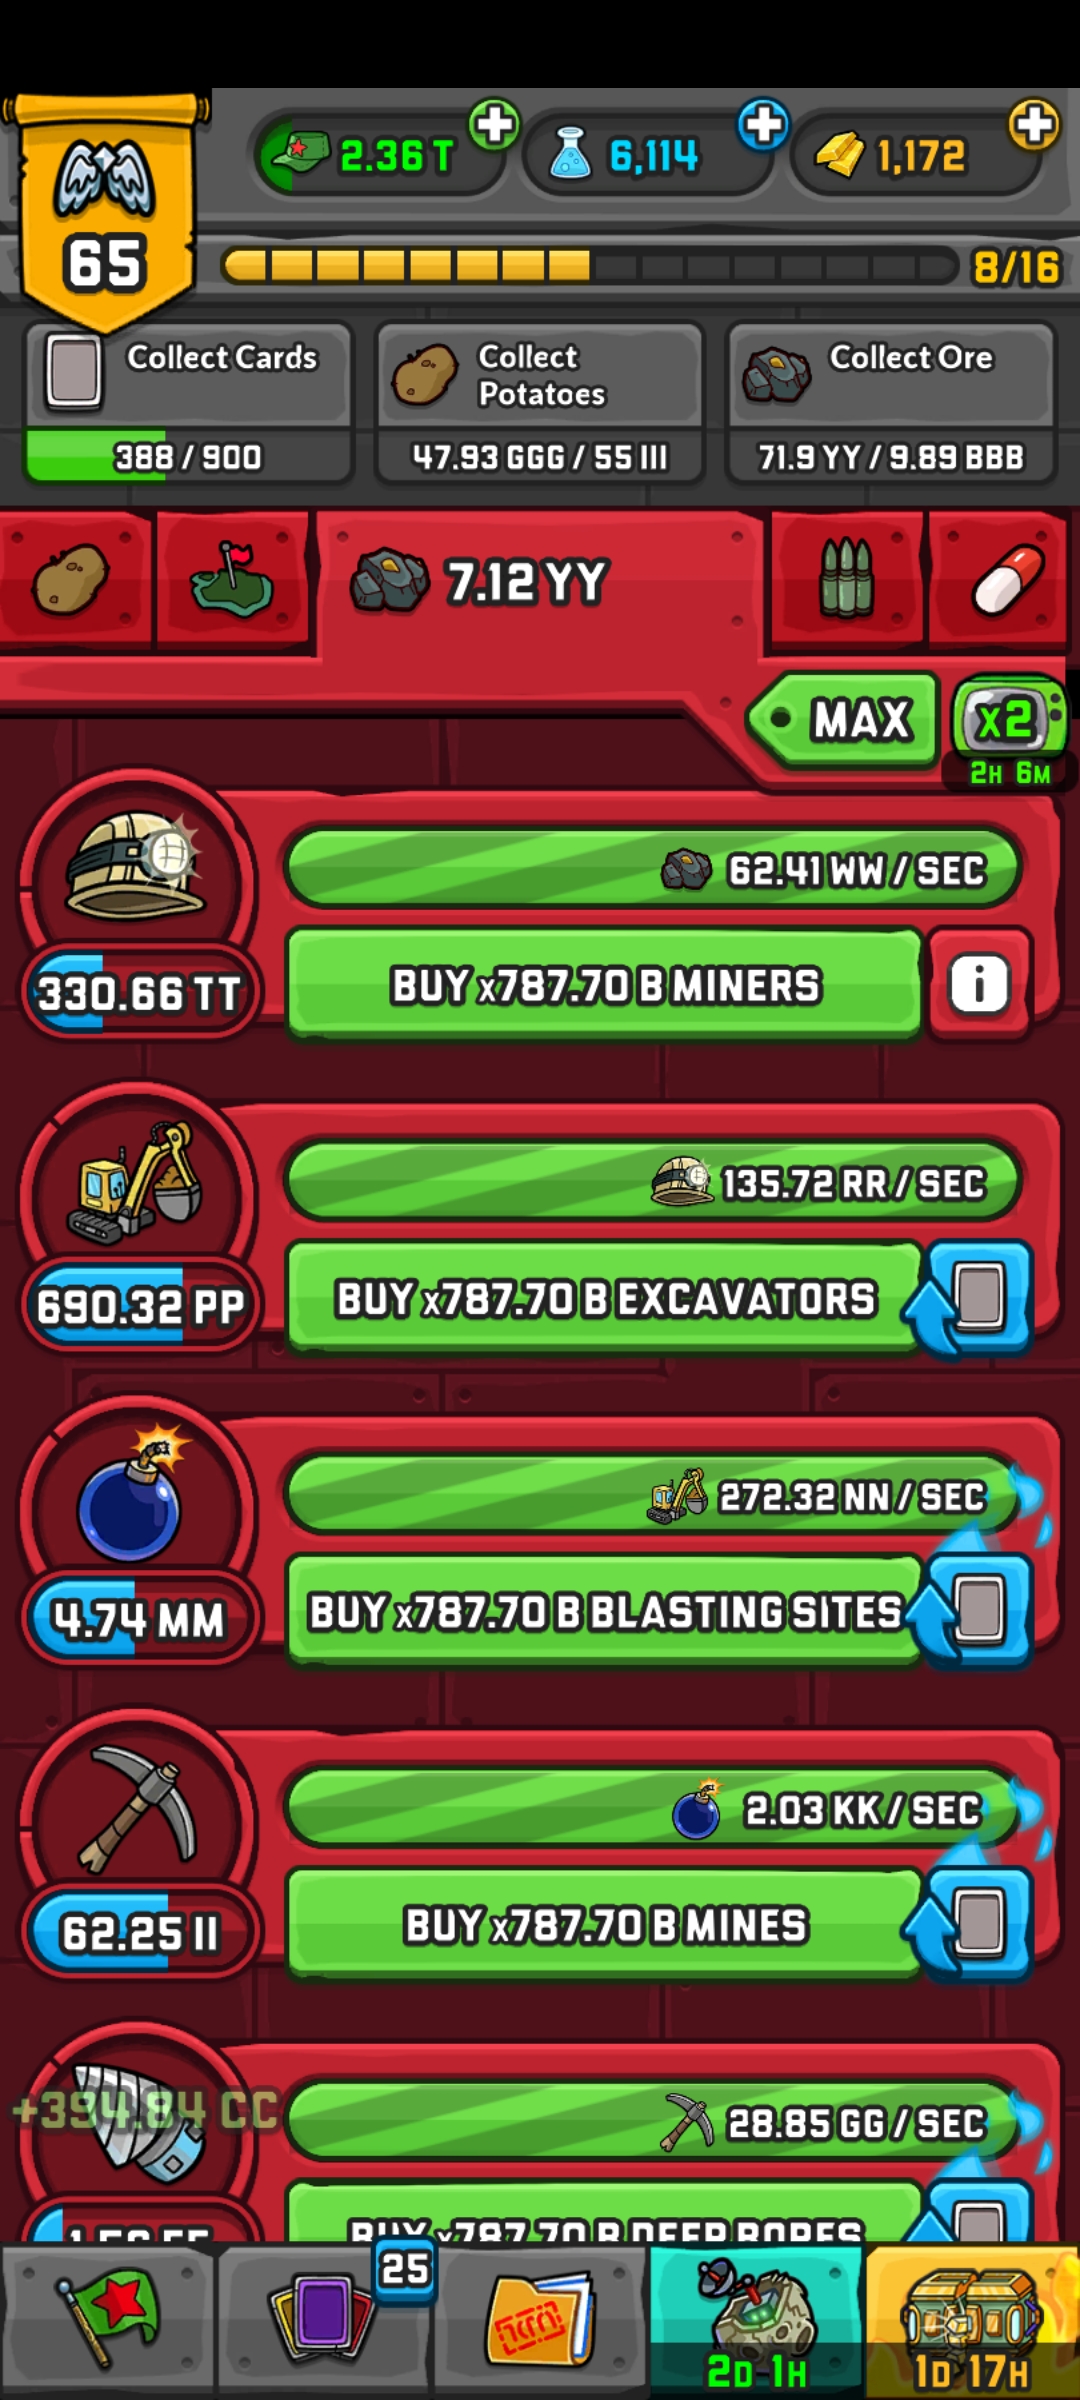 2.36 T
6,114
1,172
65
8/16
Collect Cards
388 / 900
Collect
Potatoes
47.93 GGG / 55 III
Collect Ore
71.9 YY / 9.89 BBB
7.12 YY
MAX
x2
2H 6M
62.41 WW / SEC
330.66 TT
BUY x787.70 B MINERS
i
135.72 RR / SEC
690.32 PP
BUY x787.70 B EXCAVATORS
272.32 NN / SEC
4.74 MM
BUY x787.70 B BLASTING SITES
2.03 KK / SEC
62.25 II
BUY x787.70 B MINES
+394.84 CC
28.85 GG / SEC
BUY x787.70 B DEEP BORES
25
2D 1H
1D 17H